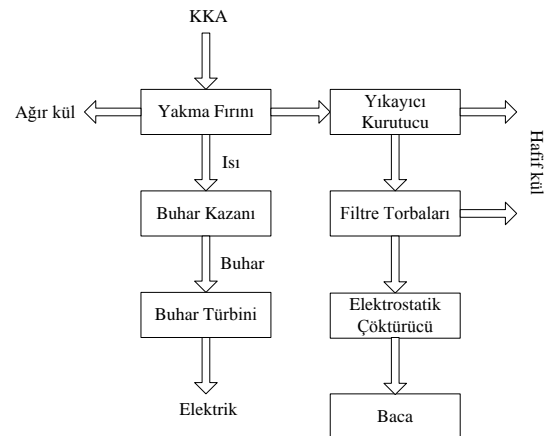 KKA
Ağır kül
Yakma Fırını
Yıkayıcı
Kurutucu
Hafif kül
Isı
Buhar Kazanı
Filtre Torbaları
Buhar
Buhar Türbini
Elektrostatik
Çöktürücü
Elektrik
Baca